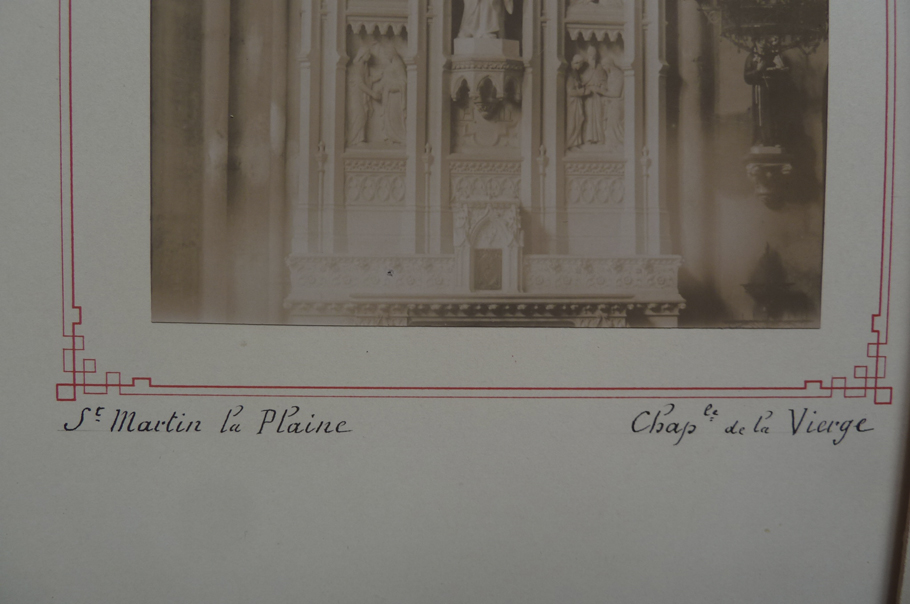 St. Martin la Plaine
Chaple. de la Vierge